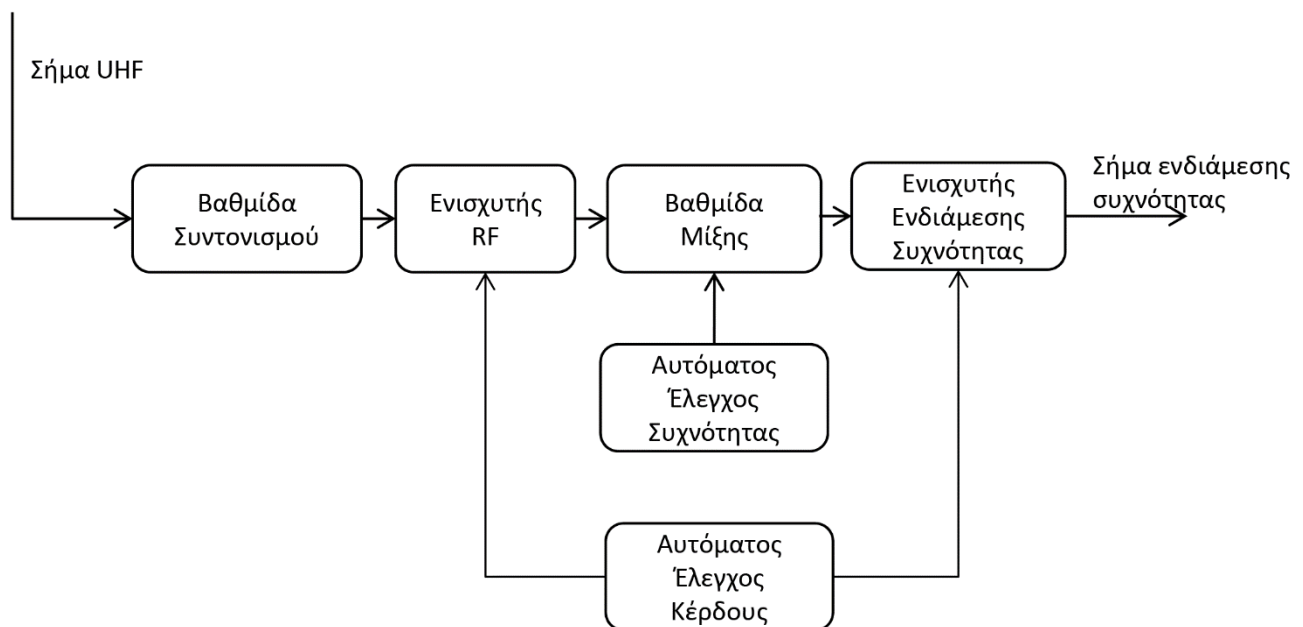 Σήμα UHF
Βαθμίδα
Συντονισμού
Ενισχυτής
RF
Βαθμίδα
Μίξης
Ενισχυτής
Ενδιάμεσης
Συχνότητας
Σήμα ενδιάμεσης
συχνότητας
Αυτόματος
Έλεγχος
Συχνότητας
Αυτόματος
Έλεγχος
Κέρδους